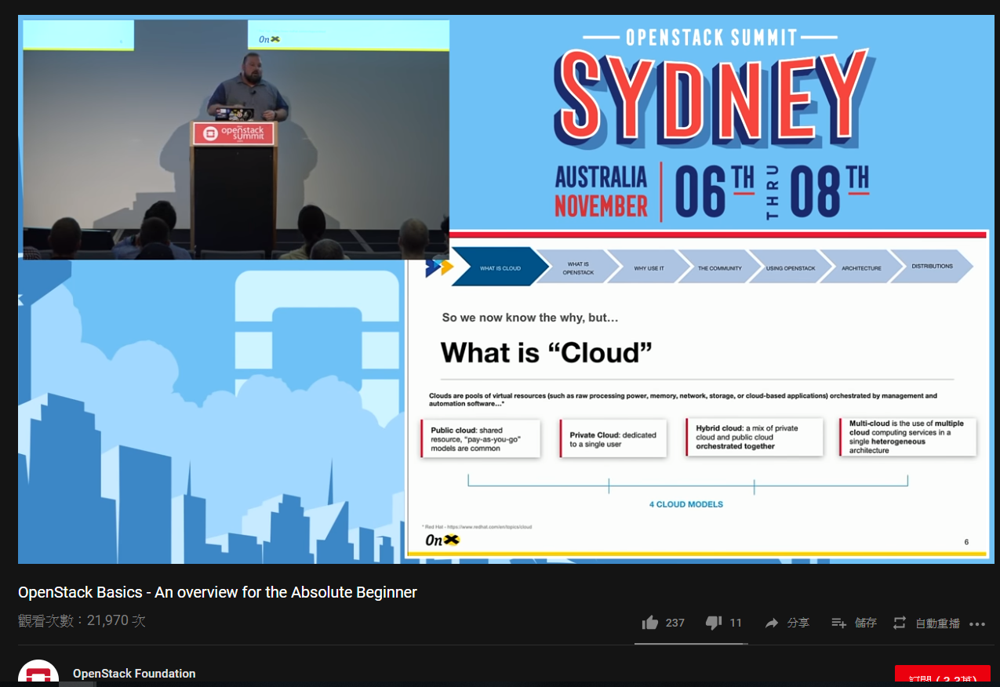 On
openstack
summit
OPENSTACK SUMMIT
SYDNEY
AUSTRALIA
NOVEMBER
06TH THRU 08TH
WHAT IS CLOUD
WHAT IS
OPENSTACK
WHY USE IT
THE COMMUNITY
USING OPENSTACK
ARCHITECTURE
DISTRIBUTIONS
So we now know the why, but…
What is “Cloud”
Clouds are pools of virtual resources (such as raw processing power, memory, network, storage, or cloud-based applications) orchestrated by management and
automation software…*
Public cloud: shared
resource, “pay-as-you-go”
models are common
Private Cloud: dedicated
to a single user
Hybrid cloud: a mix of private
cloud and public cloud
orchestrated together
Multi-cloud is the use of multiple
cloud computing services in a
single heterogeneous
architecture
4 CLOUD MODELS
* Red Hat - https://www.redhat.com/en/topics/cloud
OnX
6
OpenStack Basics - An overview for the Absolute Beginner
觀看次數：21,970 次
237
11
分享
儲存
自動重播
OpenStack Foundation